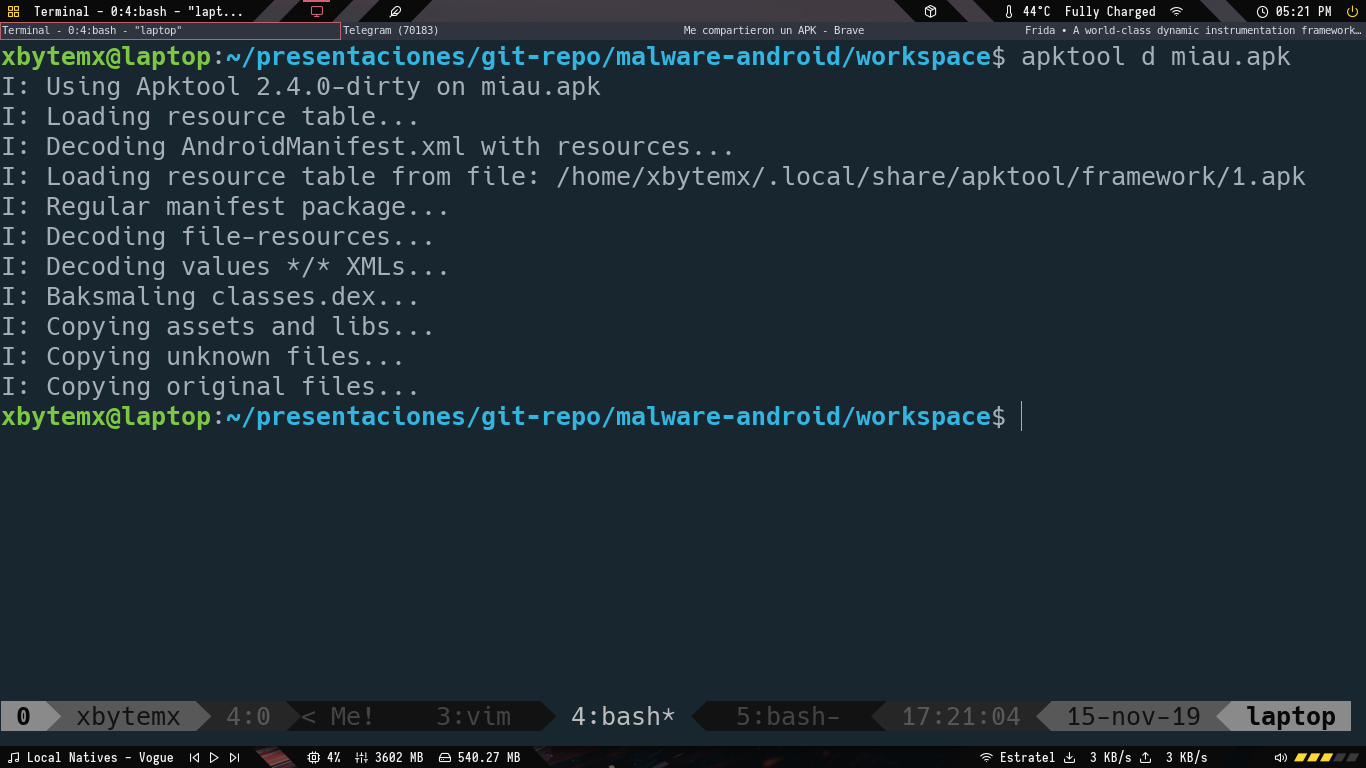 Terminal - 0:4:bash - "lapt...
44°C Fully Charged
05:21 PM
Terminal - 0:4:bash - "laptop"
Telegram (70183)
Me compartieron un APK - Brave
Frida • A world-class dynamic instrumentation framework…
xbytemx@laptop:~/presentaciones/git-repo/malware-android/workspace$ apktool d miau.apk
I: Using Apktool 2.4.0-dirty on miau.apk
I: Loading resource table...
I: Decoding AndroidManifest.xml with resources...
I: Loading resource table from file: /home/xbytemx/.local/share/apktool/framework/1.apk
I: Regular manifest package...
I: Decoding file-resources...
I: Decoding values */* XMLs...
I: Baksmaling classes.dex...
I: Copying assets and libs...
I: Copying unknown files...
I: Copying original files...
xbytemx@laptop:~/presentaciones/git-repo/malware-android/workspace$
0 xbytemx 4:0 < Me! 3:vim 4:bash* 5:bash- 17:21:04 15-nov-19 laptop
Local Natives - Vogue 4% 3602 MB 540.27 MB Estratel 3 KB/s 3 KB/s